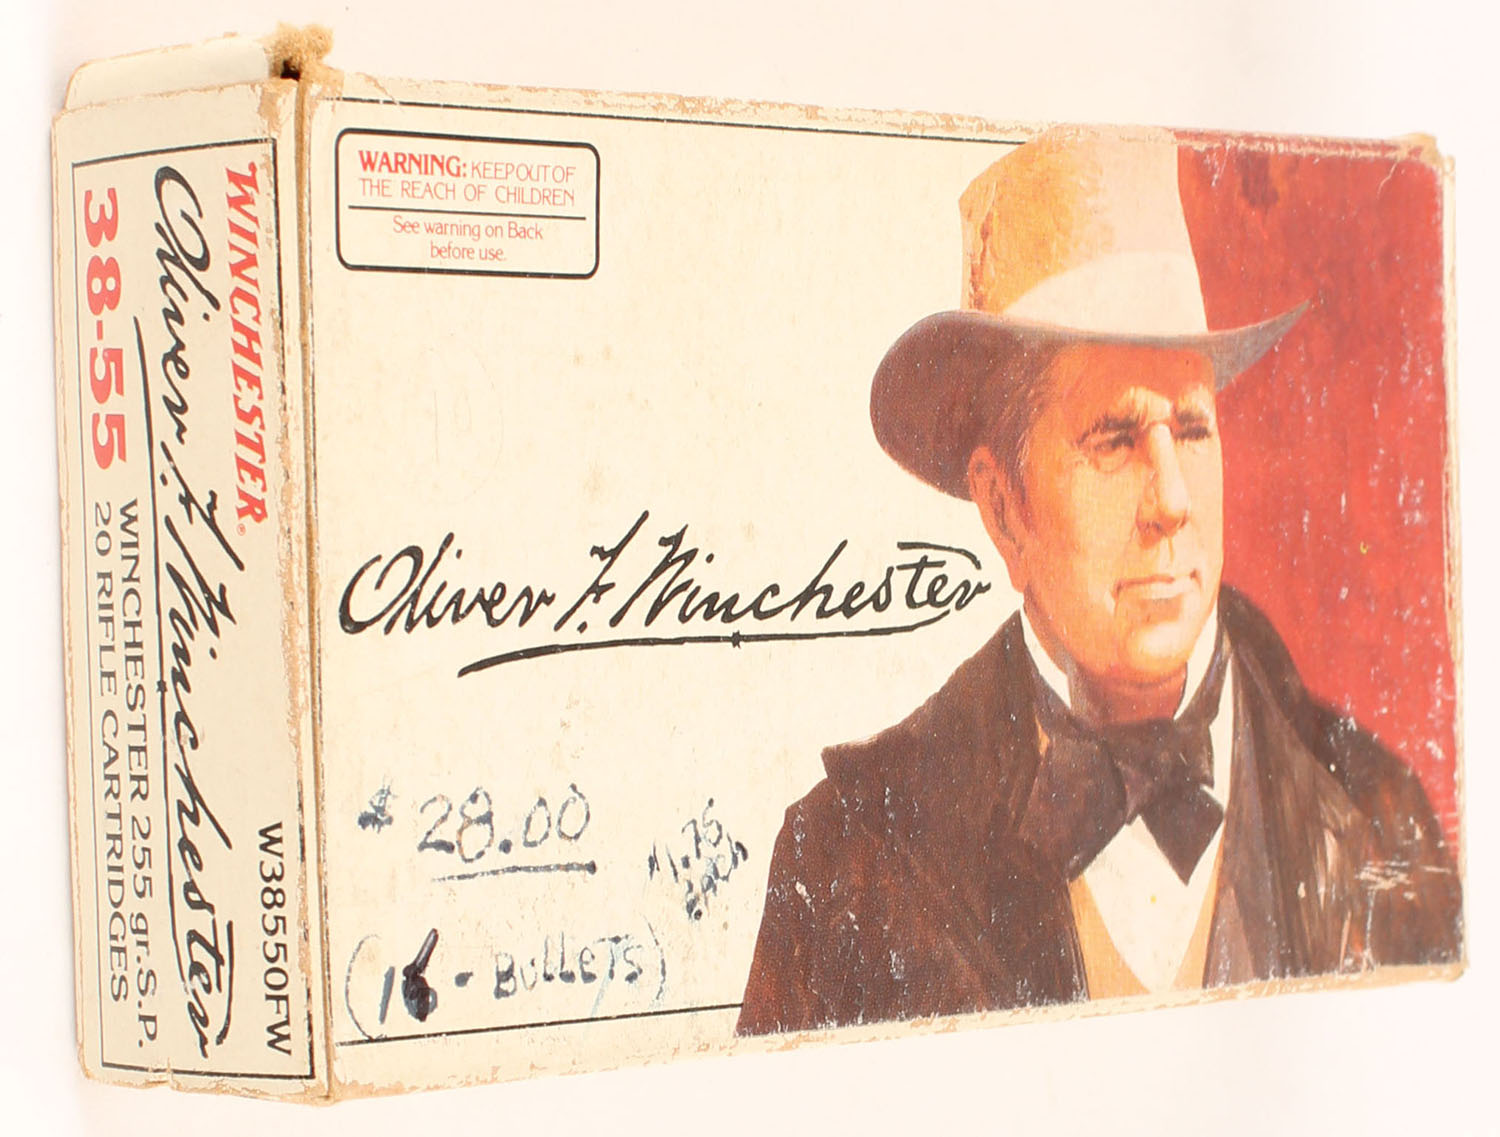 WARNING: KEEP OUT OF
THE REACH OF CHILDREN
See warning on Back
before use.
Oliver F. Winchester
$28.00
$1.75
each
(16 - BulleTS)
WINCHESTER®
Oliver F. Winchester
W38550FW
38-55
WINCHESTER 255 gr. S.P.
20 RIFLE CARTRIDGES